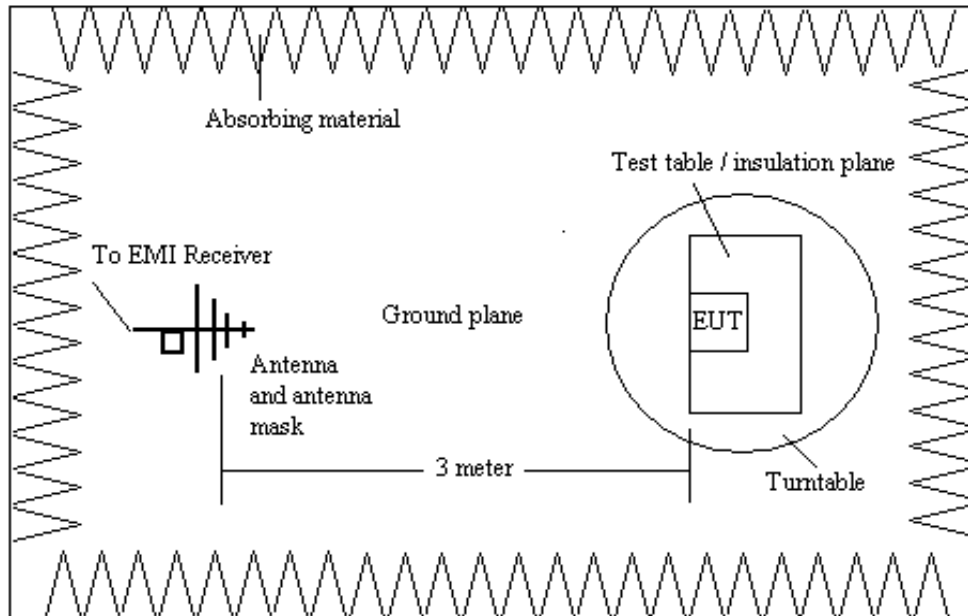 Absorbing material
Test table / insulation plane
To EMI Receiver
Ground plane
EUT
Antenna
and antenna
mask
3 meter
Turntable